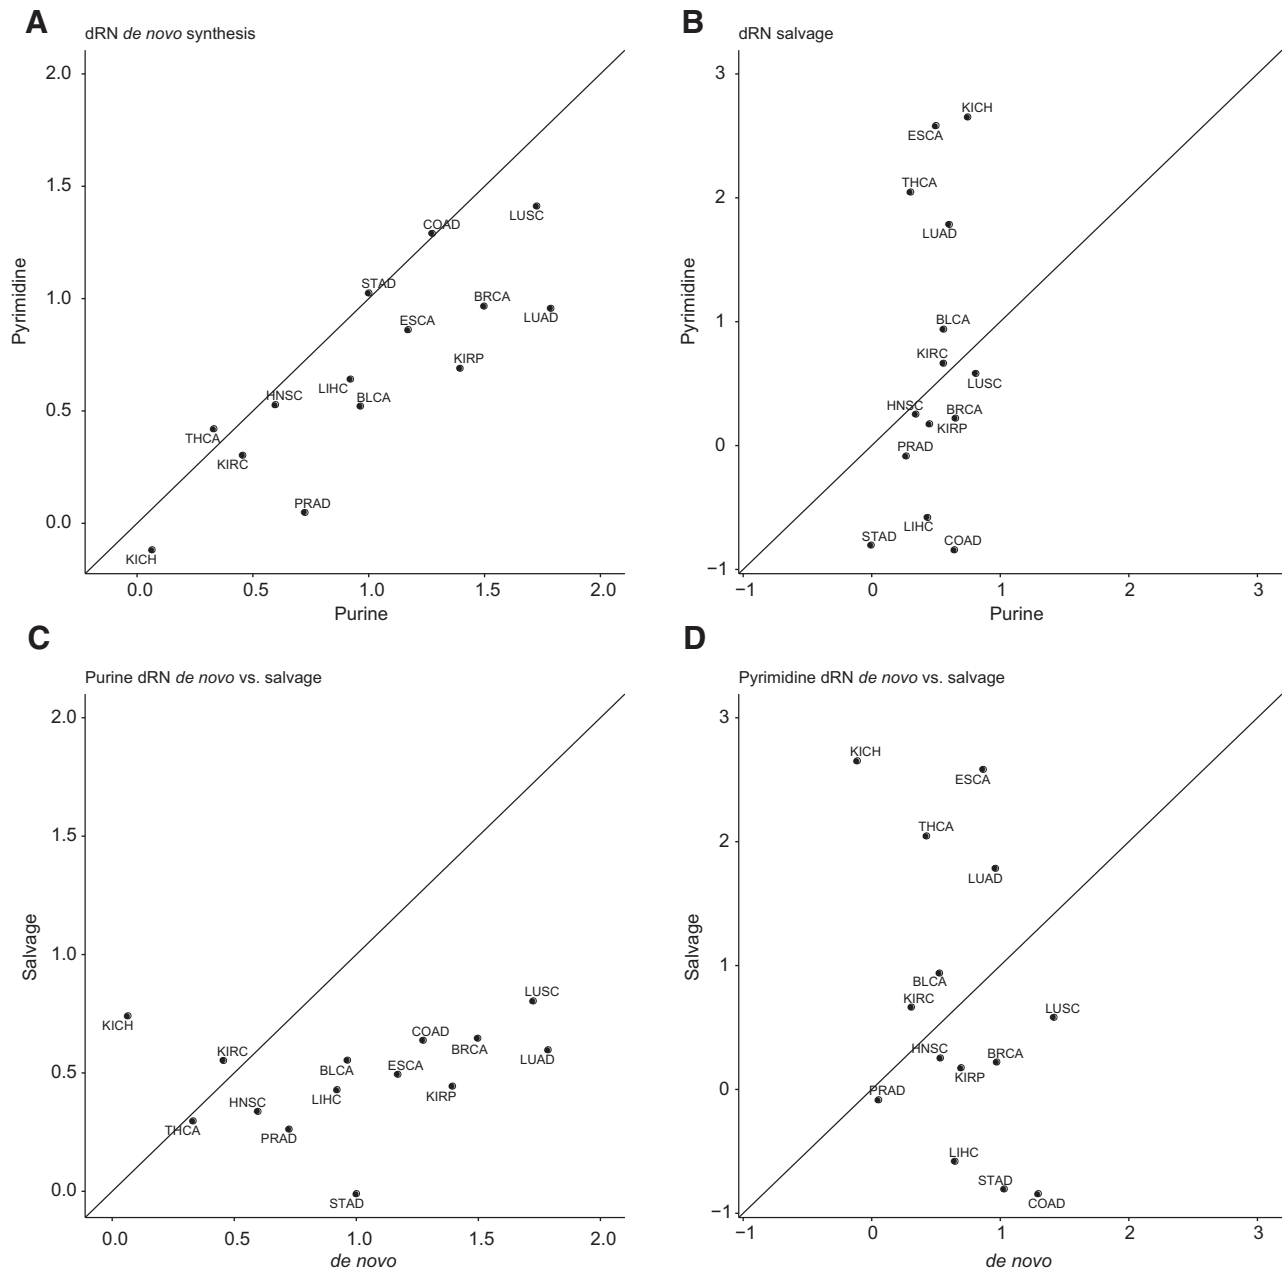 A
dRN de novo synthesis
2.0
1.5
1.0
0.5
0.0
Pyrimidine
LUSC
COAD
STAD
BRCA
LUAD
ESCA
KIRP
LIHC
BLCA
HNSC
THCA
KIRC
PRAD
KICH
0.0 0.5 1.0 1.5 2.0
Purine
B
dRN salvage
3
2
1
0
−1
Pyrimidine
KICH
ESCA
THCA
LUAD
BLCA
KIRC
LUSC
HNSC
BRCA
KIRP
PRAD
LIHC
STAD
COAD
−1 0 1 2 3
Purine
C
Purine dRN de novo vs. salvage
2.0
1.5
1.0
0.5
0.0
Salvage
LUSC
KICH
COAD
BRCA
KIRC
LUAD
BLCA
ESCA
KIRP
LIHC
HNSC
THCA
PRAD
STAD
0.0 0.5 1.0 1.5 2.0
de novo
D
Pyrimidine dRN de novo vs. salvage
3
2
1
0
−1
Salvage
KICH
ESCA
THCA
LUAD
BLCA
KIRC
LUSC
HNSC
BRCA
KIRP
PRAD
LIHC
STAD
COAD
−1 0 1 2 3
de novo